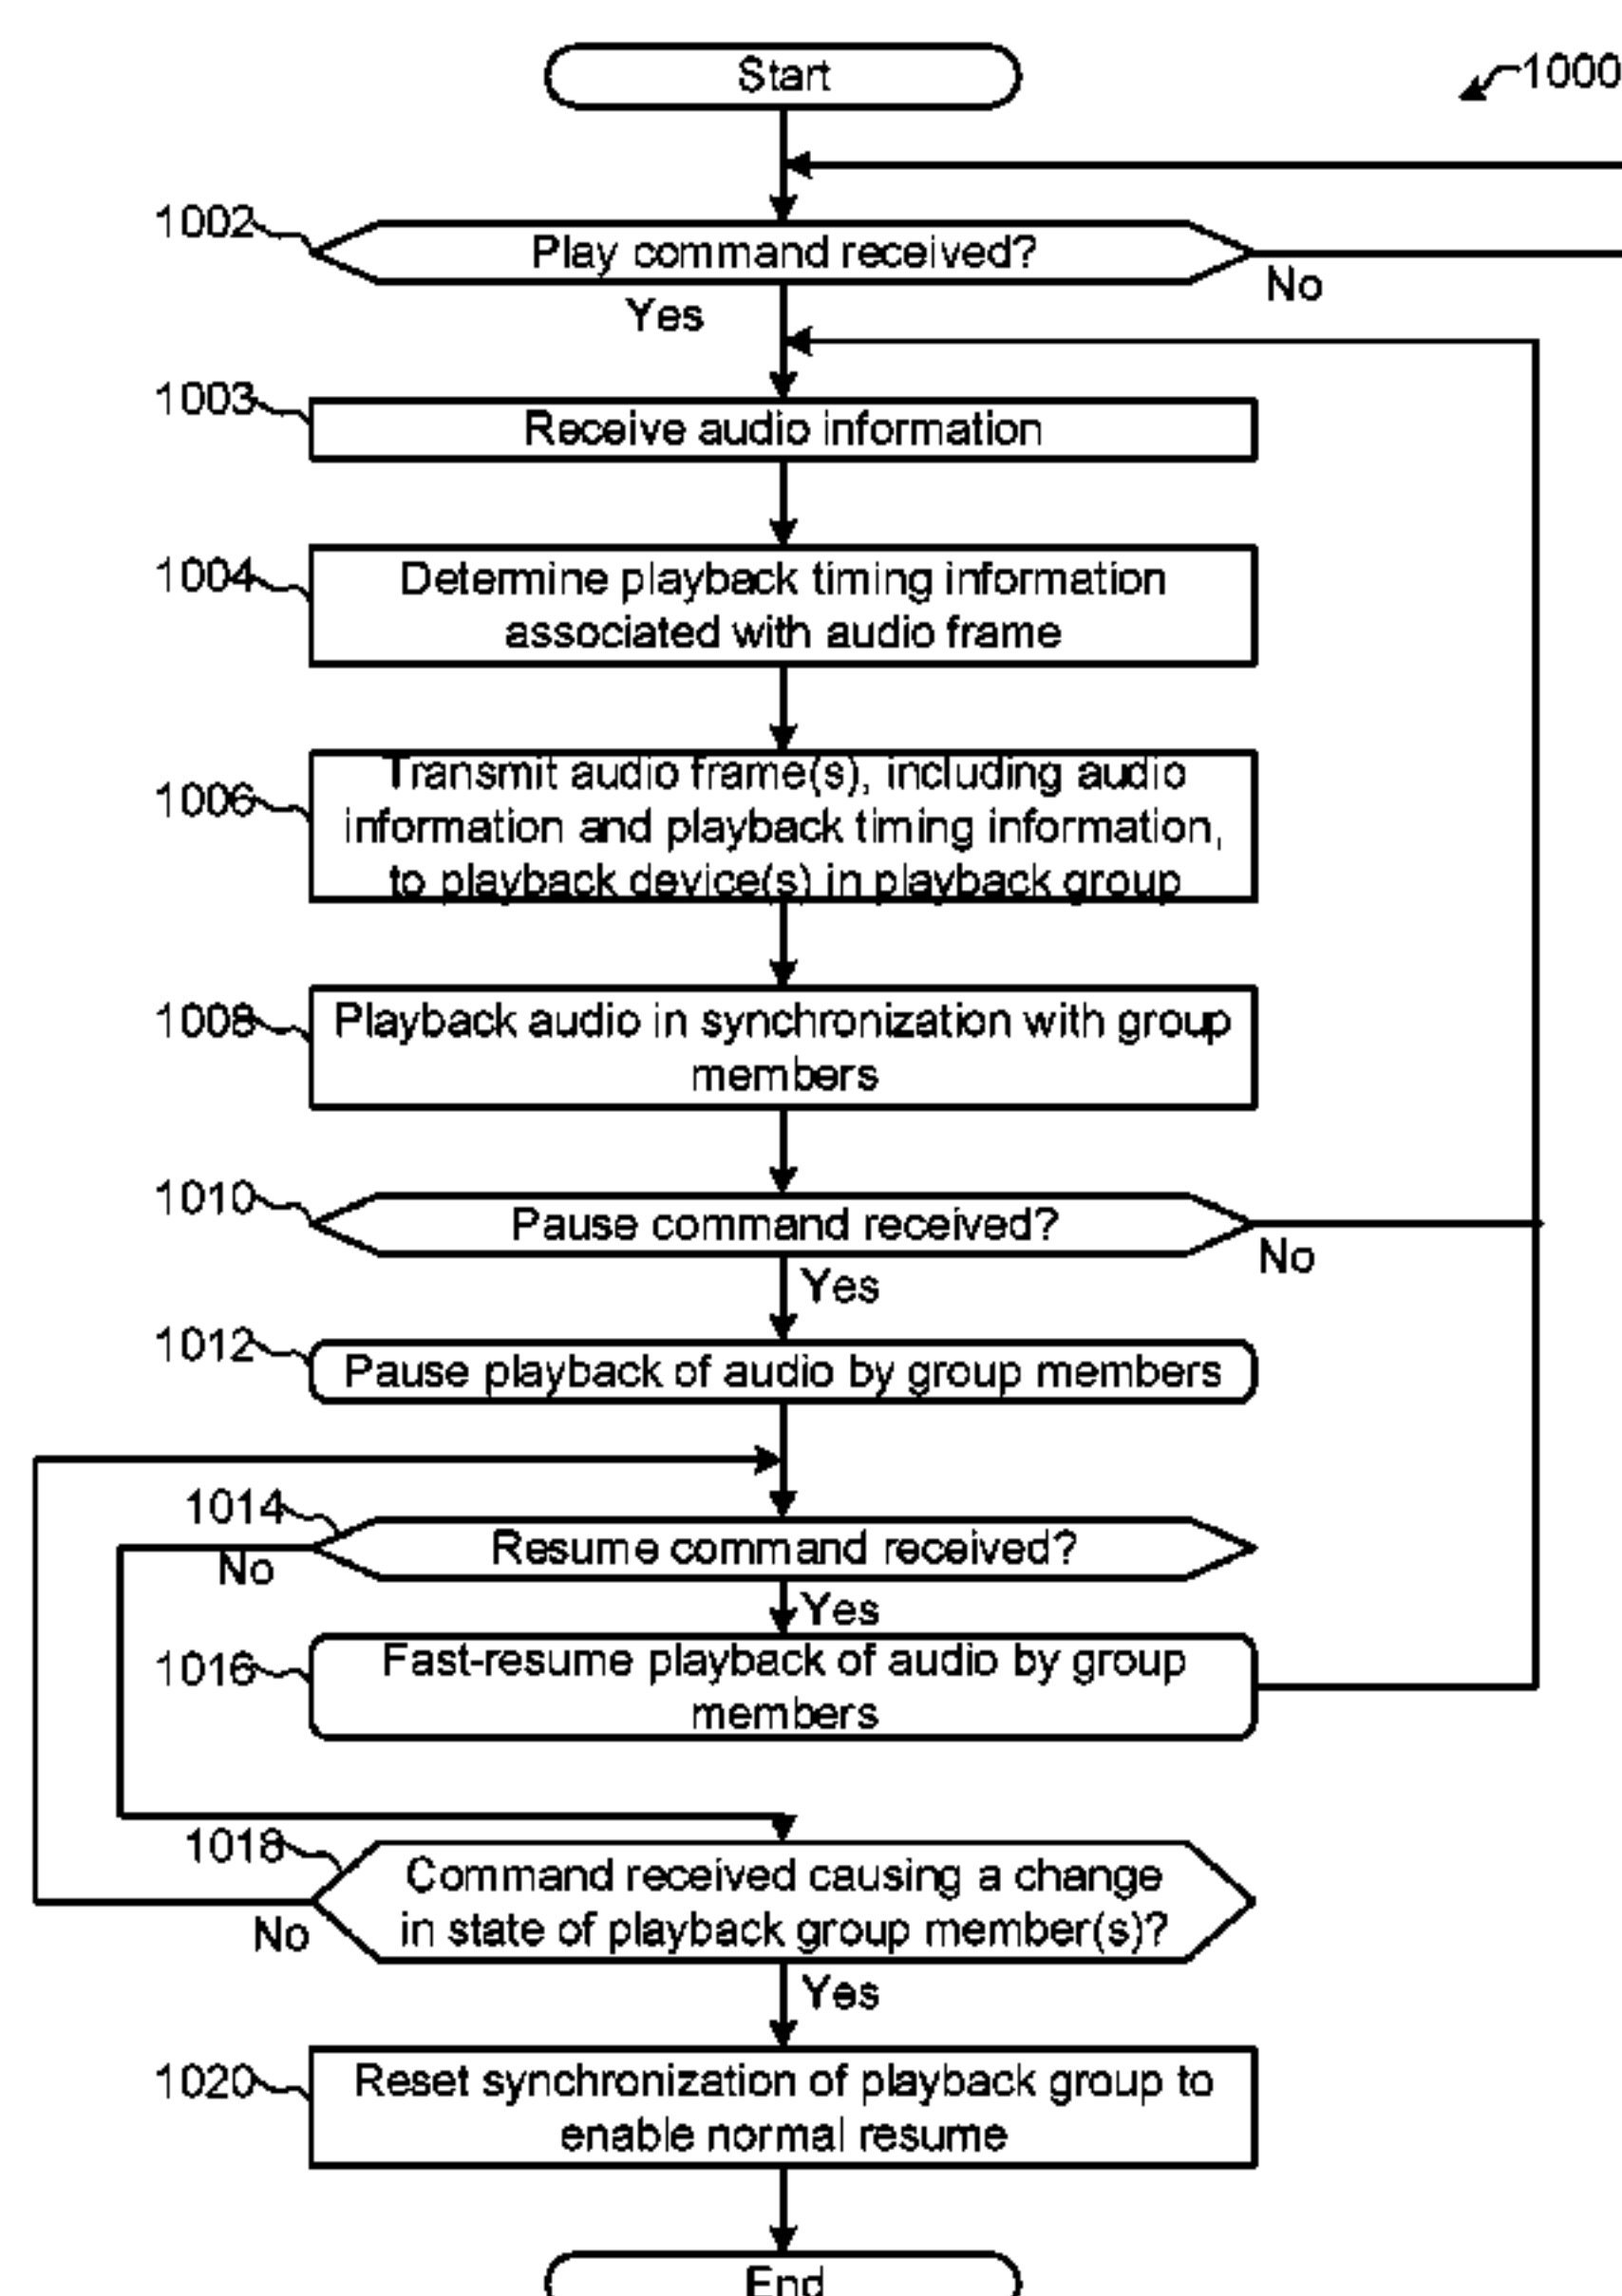 Start
1000
1002
Play command received?
No
Yes
1003
Receive audio information
1004
Determine playback timing information
associated with audio frame
1006
Transmit audio frame(s), including audio
information and playback timing information,
to playback device(s) in playback group
1008
Playback audio in synchronization with group
members
1010
Pause command received?
No
Yes
1012
Pause playback of audio by group members
1014
Resume command received?
No
Yes
1016
Fast-resume playback of audio by group
members
1018
Command received causing a change
in state of playback group member(s)?
No
Yes
1020
Reset synchronization of playback group to
enable normal resume
End